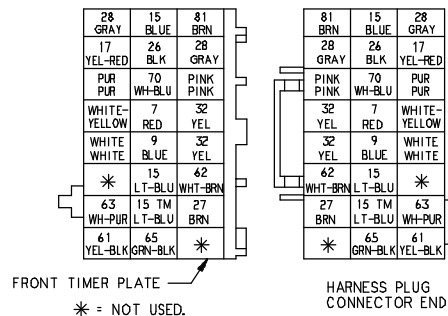 28 15 81 81 15 28
GRAY BLUE BRN BRN BLUE GRAY
17 26 28 28 26 17
YEL-RED BLK GRAY GRAY BLK YEL-RED
PUR 70 PINK PINK 70 PUR
PUR WH-BLU PINK PINK WH-BLU PUR
WHITE- 7 32 32 7 WHITE-
YELLOW RED YEL YEL RED YELLOW
WHITE 9 32 32 9 WHITE
WHITE BLUE YEL YEL BLUE WHITE
* 15 62 62 15 *
LT-BLU WHT-BRN WHT-BRN LT-BLU
63 15 TM 27 27 15 TM 63
WH-PUR LT-BLU BRN BRN LT-BLU WH-PUR
61 65 * * 65 61
YEL-BLK GRN-BLK GRN-BLK YEL-BLK
FRONT TIMER PLATE
* = NOT USED.
HARNESS PLUG
CONNECTOR END